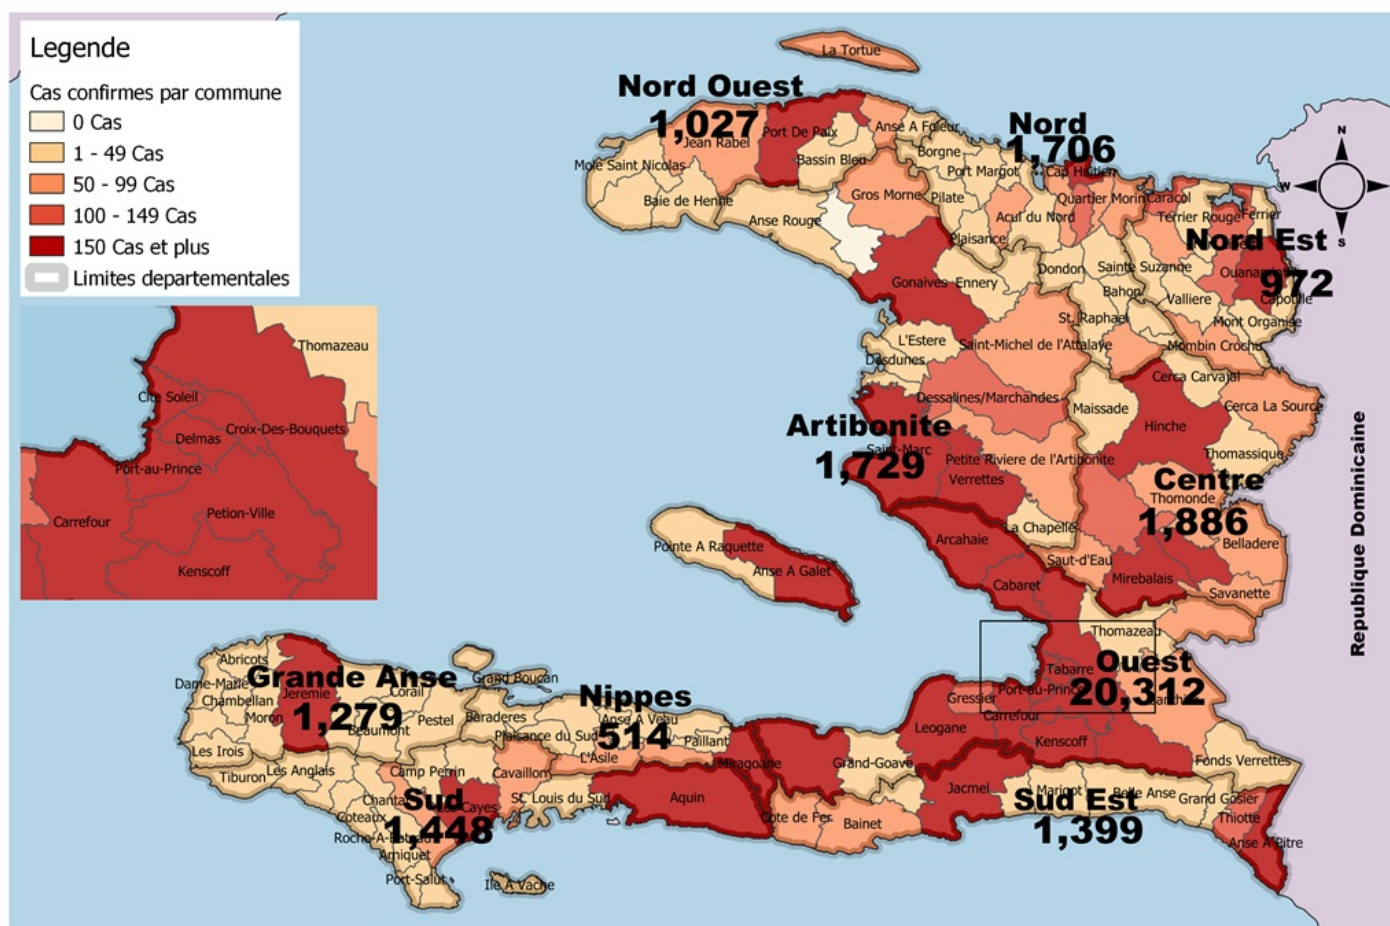 Legende
Cas confirmes par commune
0 Cas
1 - 49 Cas
50 - 99 Cas
100 - 149 Cas
150 Cas et plus
Limites departementales
Thomazeau
Cite Soleil
Delmas
Croix-Des-Bouquets
Port-au-Prince
Petion-Ville
Carrefour
Kenscoff
La Tortue
Nord Ouest
1,027
Port De Paix
Jean Rabel
Anse A Foleur
Mole Saint Nicolas
Bassin Bleu
Baie de Henne
Anse Rouge
Nord
1,706
Borgne
Port Margot
Cap Haitien
Gros Morne
Pilate
Quartier Morin
Caracol
Acul du Nord
Terrier Rouge
Ferrier
Plaisance
Nord Est
972
N
W
S
Gonaives
Ennery
Dondon
Sainte Suzanne
Bahon
Valliere
Capotille
St. Raphael
Mont Organise
L'Estere
Saint-Michel de l'Attalaye
Mombin Crochu
Desdunes
Cerca Carvajal
Dessalines/Marchandes
Maissade
Cerca La Source
Artibonite
1,729
Saint-Marc
Hinche
Petite Riviere de l'Artibonite
Thomassique
Verrettes
Centre
1,886
Thomonde
La Chapelle
Belladere
Arcahaie
Saut-d'Eau
Mirebalais
Cabaret
Savanette
Pointe A Raquette
Anse A Galet
Thomazeau
Republique Dominicaine
Tabarre
Ouest
20,312
Port-au-Prince
Gressier
Carrefour
Leogane
Kenscoff
Fonds Verrettes
Abricots
Grande Anse
1,279
Dame-Marie
Jeremie
Corail
Grand Boucan
Chambellan
Moron
Beaumont
Pestel
Baraderes
Nippes
514
Anse A Veau
Plaisance du Sud
Paillant
Les Irois
L'Asile
Miragoane
Grand-Goave
Tiburon
Les Anglais
Camp Perrin
Cavaillon
St. Louis du Sud
Aquin
Jacmel
Marigot
Belle Anse
Grand Gosier
Sud
1,448
Sud Est
1,399
Coteaux
Cote de Fer
Bainet
Thiotte
Anse A Pitre
Arniquet
Port-Salut
Ile A Vache